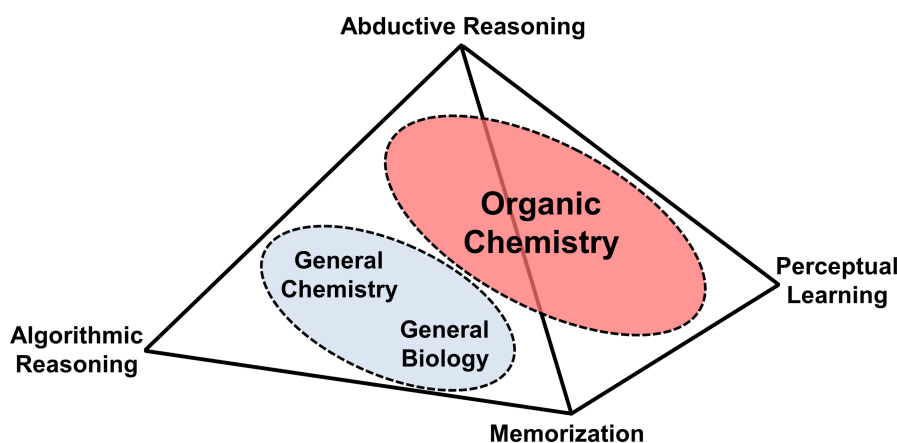 Abductive Reasoning
Organic
Chemistry
General
Chemistry
Perceptual
Learning
General
Biology
Algorithmic
Reasoning
Memorization